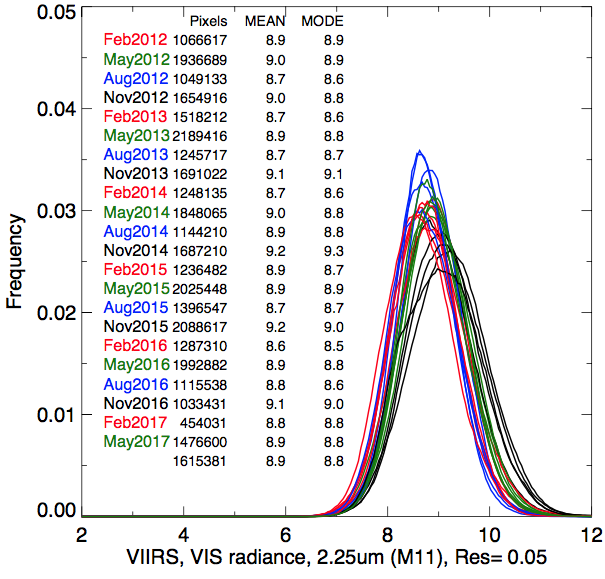 0.05
Pixels MEAN MODE
Feb2012 1066617 8.9 8.9
May2012 1936689 9.0 8.9
Aug2012 1049133 8.7 8.6
0.04
Nov2012 1654916 9.0 8.8
Feb2013 1518212 8.7 8.6
May2013 2189416 8.9 8.8
Aug2013 1245717 8.7 8.7
Nov2013 1691022 9.1 9.1
Feb2014 1248135 8.7 8.6
0.03
May2014 1848065 9.0 8.8
Aug2014 1144210 8.9 8.8
Nov2014 1687210 9.2 9.3
Feb2015 1236482 8.9 8.7
May2015 2025448 8.9 8.9
Aug2015 1396547 8.7 8.7
0.02
Nov2015 2088617 9.2 9.0
Feb2016 1287310 8.6 8.5
May2016 1992882 8.9 8.8
Aug2016 1115538 8.8 8.6
Nov2016 1033431 9.1 9.0
0.01
Feb2017 454031 8.8 8.8
May2017 1476600 8.9 8.8
1615381 8.9 8.8
0.00
Frequency
2 4 6 8 10 12
VIIRS, VIS radiance, 2.25um (M11), Res= 0.05